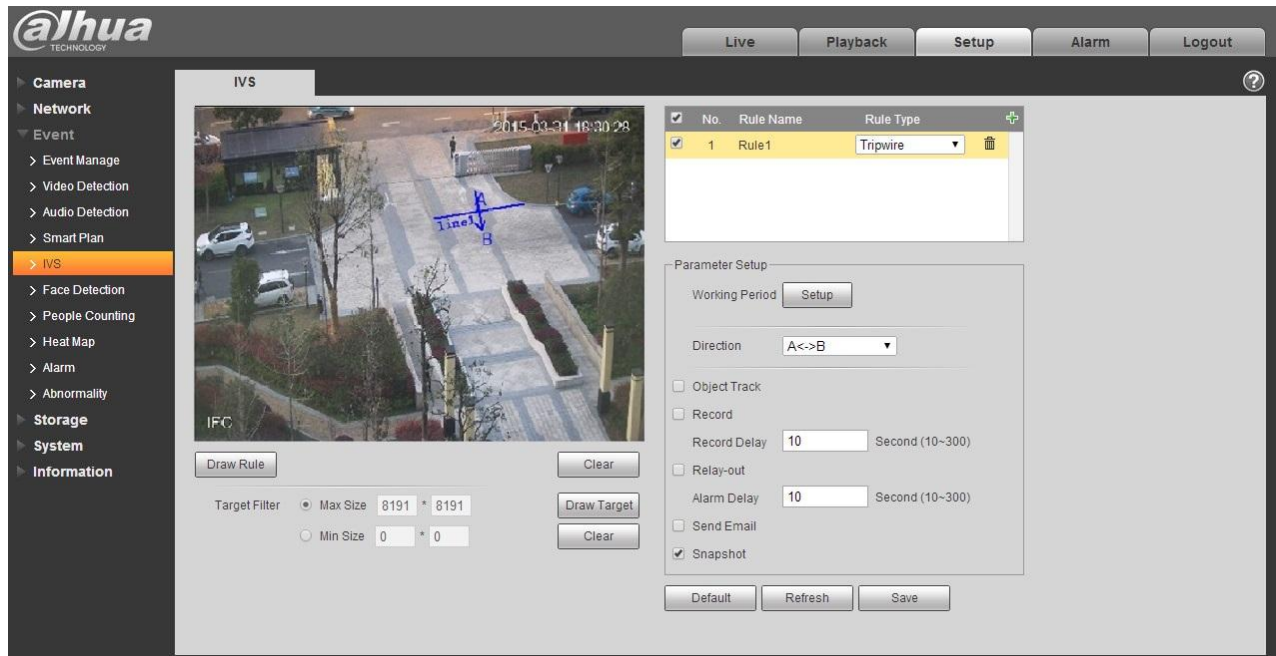 alhua
TECHNOLOGY
Live Playback Setup Alarm Logout
Camera
Network
Event
> Event Manage
> Video Detection
> Audio Detection
> Smart Plan
> IVS
> Face Detection
> People Counting
> Heat Map
> Alarm
> Abnormality
Storage
System
Information
IVS
?
2015-03-31 18:30:28
A
line1
B
IPC
Draw Rule Clear
Target Filter Max Size 8191 * 8191 Draw Target
Min Size 0 * 0 Clear
No. Rule Name Rule Type
1 Rule1 Tripwire
Parameter Setup
Working Period Setup
Direction A<->B
Object Track
Record
Record Delay 10 Second (10~300)
Relay-out
Alarm Delay 10 Second (10~300)
Send Email
Snapshot
Default Refresh Save